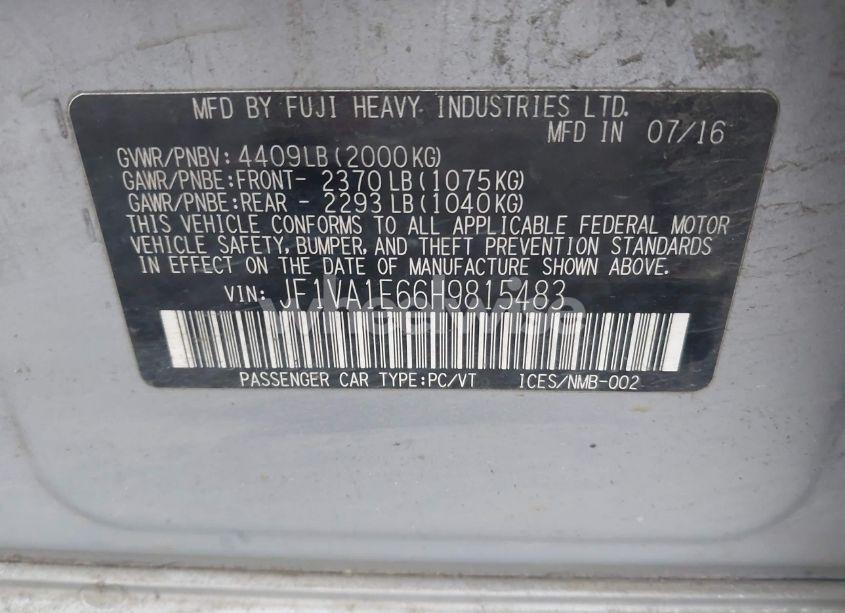 MFD BY FUJI HEAVY INDUSTRIES LTD.
MFD IN 07/16
GVWR/PNBV: 4409LB(2000KG)
GAWR/PNBE:FRONT- 2370LB(1075KG)
GAWR/PNBE:REAR - 2293LB(1040KG)
THIS VEHICLE CONFORMS TO ALL APPLICABLE FEDERAL MOTOR
VEHICLE SAFETY, BUMPER, AND THEFT PREVENTION STANDARDS
IN EFFECT ON THE DATE OF MANUFACTURE SHOWN ABOVE.
VIN: JF1VA1E66H9815483
wheelwise
PASSENGER CAR TYPE:PC/VT ICES/NMB-002